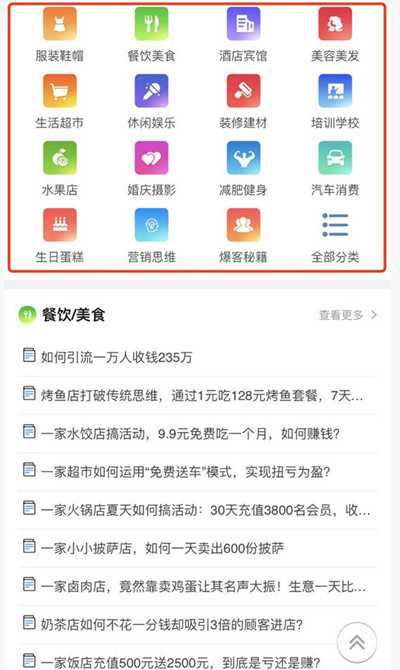 服装鞋帽 餐饮美食 酒店宾馆 美容美发
生活超市 休闲娱乐 装修建材 培训学校
水果店 婚庆摄影 减肥健身 汽车消费
生日蛋糕 营销思维 爆客秘籍 全部分类
餐饮/美食 查看更多
如何引流一万人收钱235万
烤鱼店打破传统思维，通过1元吃128元烤鱼套餐，7天…
一家水饺店搞活动，9.9元免费吃一个月，如何赚钱?
一家超市如何运用“免费送车”模式，实现扭亏为盈?
一家火锅店夏天如何搞活动：30天充值3800名会员，收…
一家小小披萨店，如何一天卖出600份披萨
一家卤肉店，竟然靠卖鸡蛋让其名声大振！生意一天比…
奶茶店如何不花一分钱却吸引3倍的顾客进店?
一家饭店充值500元送2500元，到底是亏还是赚?